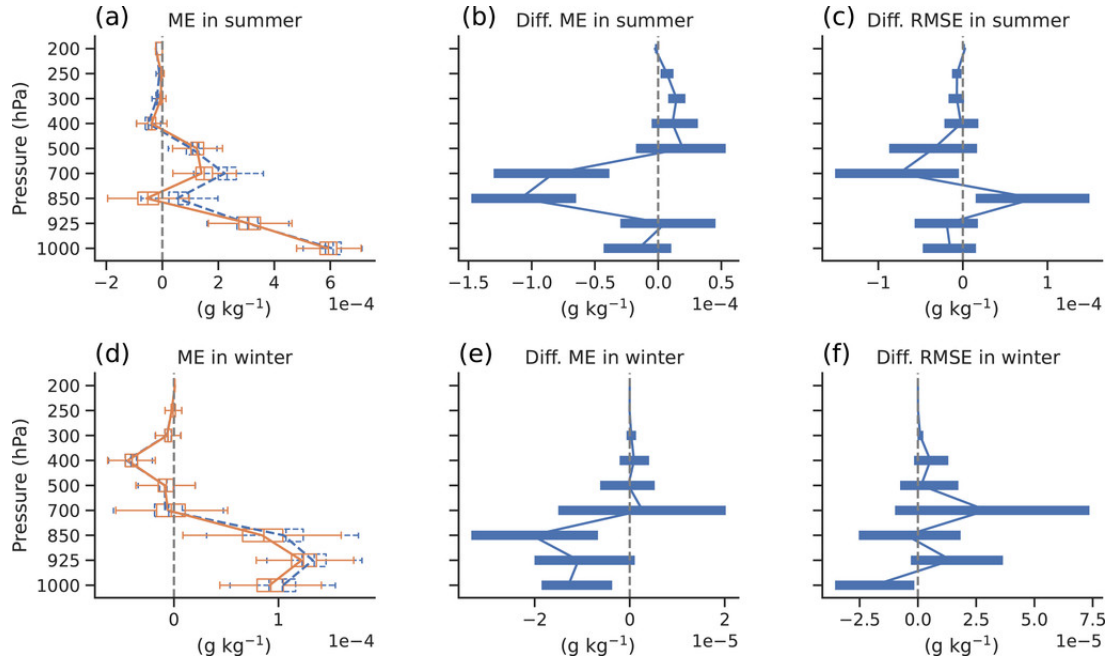 (a) ME in summer
(b) Diff. ME in summer
(c) Diff. RMSE in summer
Pressure (hPa)
200
250
300
400
500
700
850
925
1000
0 2 4 6
1e−4
(g kg⁻¹)
−1.5 −1.0 −0.5 0.0 0.5
1e−4
(g kg⁻¹)
−1 0 1
1e−4
(g kg⁻¹)
(d) ME in winter
(e) Diff. ME in winter
(f) Diff. RMSE in winter
Pressure (hPa)
200
250
300
400
500
700
850
925
1000
0 1
1e−4
(g kg⁻¹)
−2 0 2
1e−5
(g kg⁻¹)
−2.5 0.0 2.5 5.0 7.5
1e−5
(g kg⁻¹)